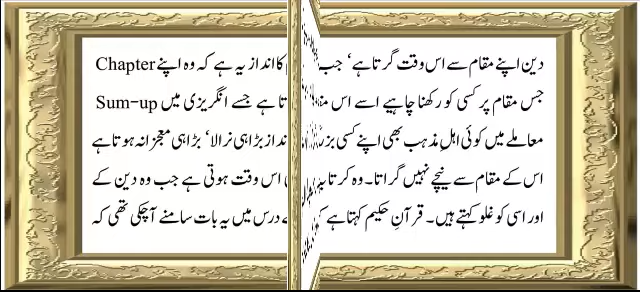 دین اپنے مقام سے اس وقت گرتا ہے، جب
جس مقام پر کسی کو رکھنا چاہیے اسے اس
معاملے میں کوئی اہلِ مذہب بھی اپنے کسی
اس کے مقام سے نیچے نہیں گراتا۔ وہ کرتا
اور اسی کو غلو کہتے ہیں۔ قرآنِ حکیم کہتا ہے
کا انداز یہ ہے کہ وہ اپنے Chapter
تا ہے جسے انگریزی میں Sum-up
انداز بڑا ہی نرالا، بڑا ہی معجزانہ ہوتا ہے
اس وقت ہوتی ہے جب وہ دین کے
درس میں یہ بات سامنے آچکی تھی کہ